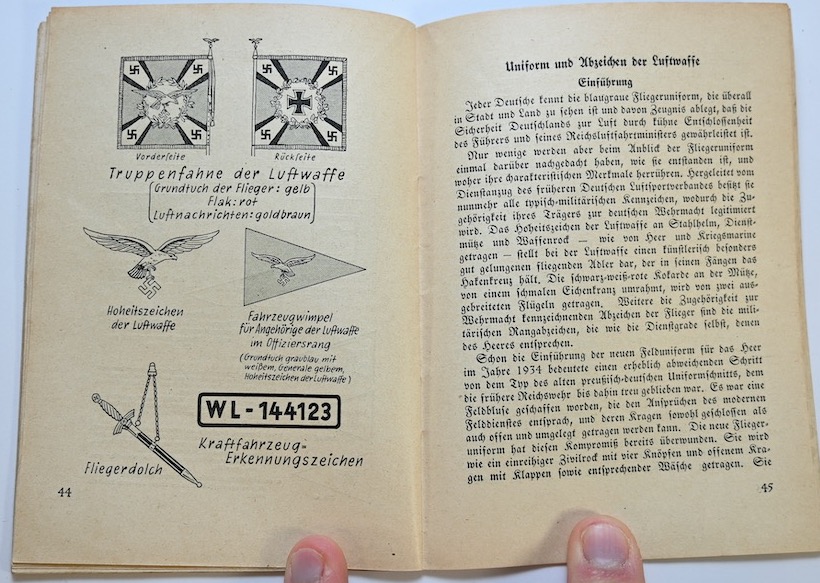 Vorderseite
Rückseite
Truppenfahne der Luftwaffe
(Grundtuch der Flieger: gelb
Flak: rot
Luftnachrichten: goldbraun)
Hoheitszeichen
der Luftwaffe
Fahrzeugwimpel
für Angehörige der Luftwaffe
im Offiziersrang
(Grundtuch graublau mit
weißem, Generale gelbem,
Hoheitszeichen der Luftwaffe)
WL-144123
Kraftfahrzeug-
Erkennungszeichen
Fliegerdolch
44
Uniform und Abzeichen der Luftwaffe
Einführung
Jeder Deutsche kennt die blaugraue Fliegeruniform, die überall
in Stadt und Land zu sehen ist und davon Zeugnis ablegt, daß die
Sicherheit Deutschlands zur Luft durch kühne Entschlossenheit
des Führers und seines Reichsluftfahrtministers gewährleistet ist.
Nur wenige werden aber beim Anblick der Fliegeruniform
einmal darüber nachgedacht haben, wie sie entstanden ist, und
woher ihre charakteristischen Merkmale herrühren. Hergeleitet vom
Dienstanzug des früheren Deutschen Luftsportverbandes besitzt sie
nunmehr alle typisch-militärischen Kennzeichen, wodurch die Zu-
gehörigkeit ihres Trägers zur deutschen Wehrmacht legitimiert
wird. Das Hoheitszeichen der Luftwaffe an Stahlhelm, Dienst-
mütze und Waffenrock — wie von Heer und Kriegsmarine
getragen — stellt bei der Luftwaffe einen künstlerisch besonders
gut gelungenen fliegenden Adler dar, der in seinen Fängen das
Hakenkreuz hält. Die schwarz-weiß-rote Kokarde an der Mütze,
von einem schmalen Eichenkranz umrahmt, wird von zwei aus-
gebreiteten Flügeln getragen. Weitere die Zugehörigkeit zur
Wehrmacht kennzeichnenden Abzeichen der Flieger sind die mili-
tärischen Rangabzeichen, die wie die Dienstgrade selbst, denen
des Heeres entsprechen.
Schon die Einführung der neuen Felduniform für das Heer
im Jahre 1934 bedeutete einen erheblich abweichenden Schritt
von dem Typ des alten preußisch-deutschen Uniformschnitts, dem
die frühere Reichswehr bis dahin treu geblieben war. Es war eine
Feldbluse geschaffen worden, die den Ansprüchen des modernen
Felddienstes entsprach, und deren Kragen sowohl geschlossen als
auch offen und umgelegt getragen werden kann. Die neue Flieger-
uniform hat diesen Kompromiß bereits überwunden. Sie wird
wie ein einreihiger Zivilrock mit vier Knöpfen und offenem Kra-
gen mit Klappen sowie entsprechender Wäsche getragen. Sie
45